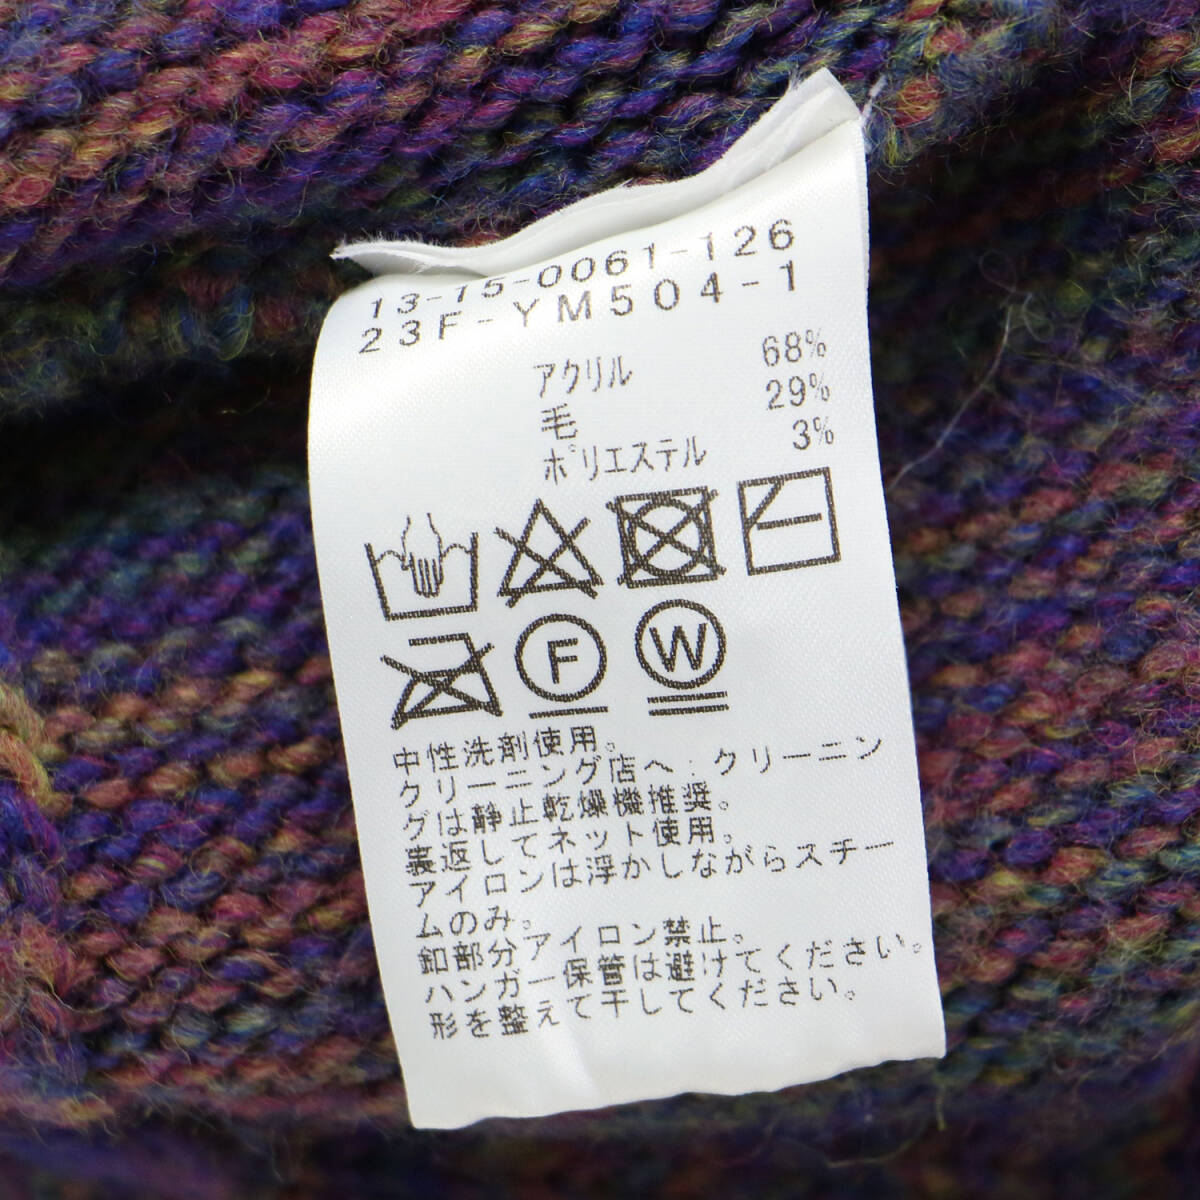 13-15-0061-126
23F-YM504-1
アクリル 68%
毛 29%
ポリエステル 3%
F W
中性洗剤使用。
クリーニング店へ:クリーニン
グは静止乾燥機推奨。
裏返してネット使用。
アイロンは浮かしながらスチー
ムのみ。
釦部分アイロン禁止。
ハンガー保管は避けてください。
形を整えて干してください。